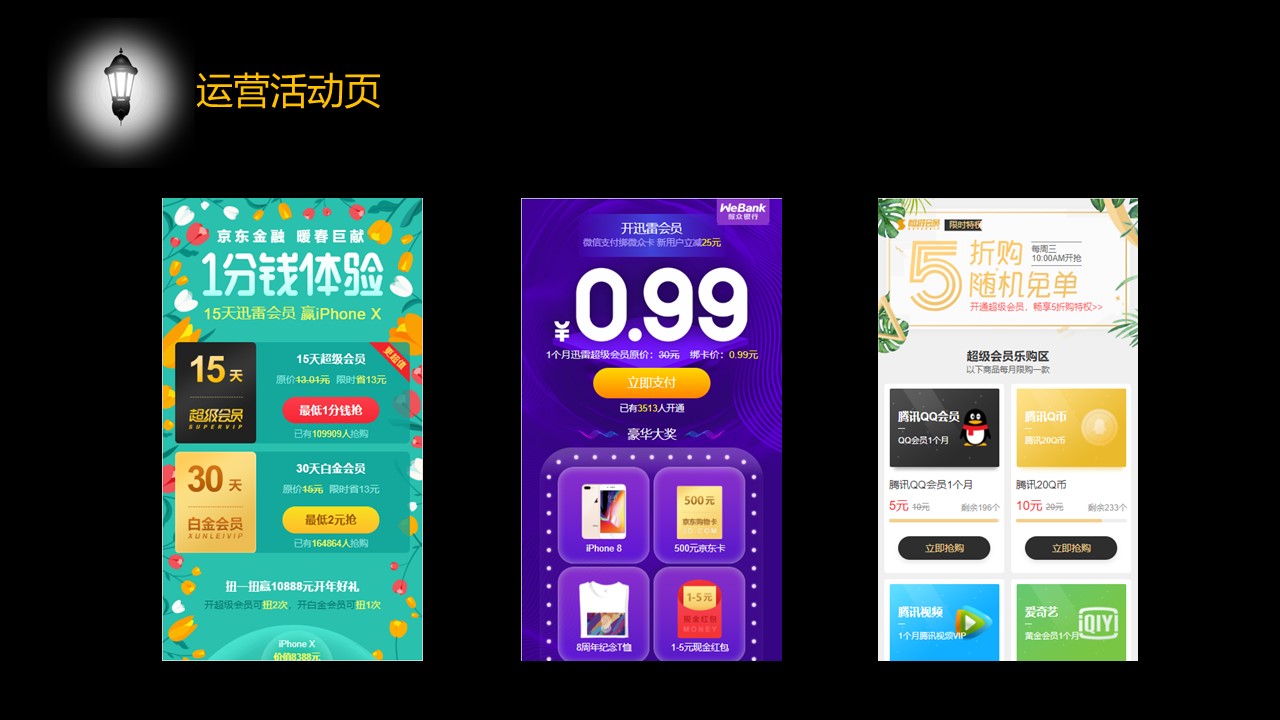 运营活动页
京东金融 暖春巨献
1分钱体验
15天迅雷会员 赢iPhone X
15天
超级会员
SUPERVIP
15天超级会员
更超值
原价13.01元 限时省13元
最低1分钱抢
已有109909人抢购
30天
白金会员
XUNLEIVIP
30天白金会员
原价15元 限时省13元
最低2元抢
已有164864人抢购
扭一扭赢10888元开年好礼
开超级会员可扭2次，开白金会员可扭1次
iPhone X
价值8388元
WeBank
微众银行
开迅雷会员
微信支付绑微众卡 新用户立减25元
¥0.99
1个月迅雷超级会员原价：30元 绑卡价：0.99元
立即支付
已有3513人开通
豪华大奖
iPhone 8
500元
京东购物卡
JD.COM
500元京东卡
8周年纪念T恤
1-5元
现金红包
MONEY
1-5元现金红包
超级会员
限时特权
5折购
随机免单
每周三
10:00AM开抢
开通超级会员，畅享5折购特权>>
超级会员乐购区
以下商品每月限购一款
腾讯QQ会员
QQ会员1个月
腾讯QQ会员1个月
5元 10元 剩余196个
立即抢购
腾讯Q币
腾讯20Q币
腾讯20Q币
10元 20元 剩余233个
立即抢购
腾讯视频
1个月腾讯视频VIP
爱奇艺
黄金会员1个月
iQIYI